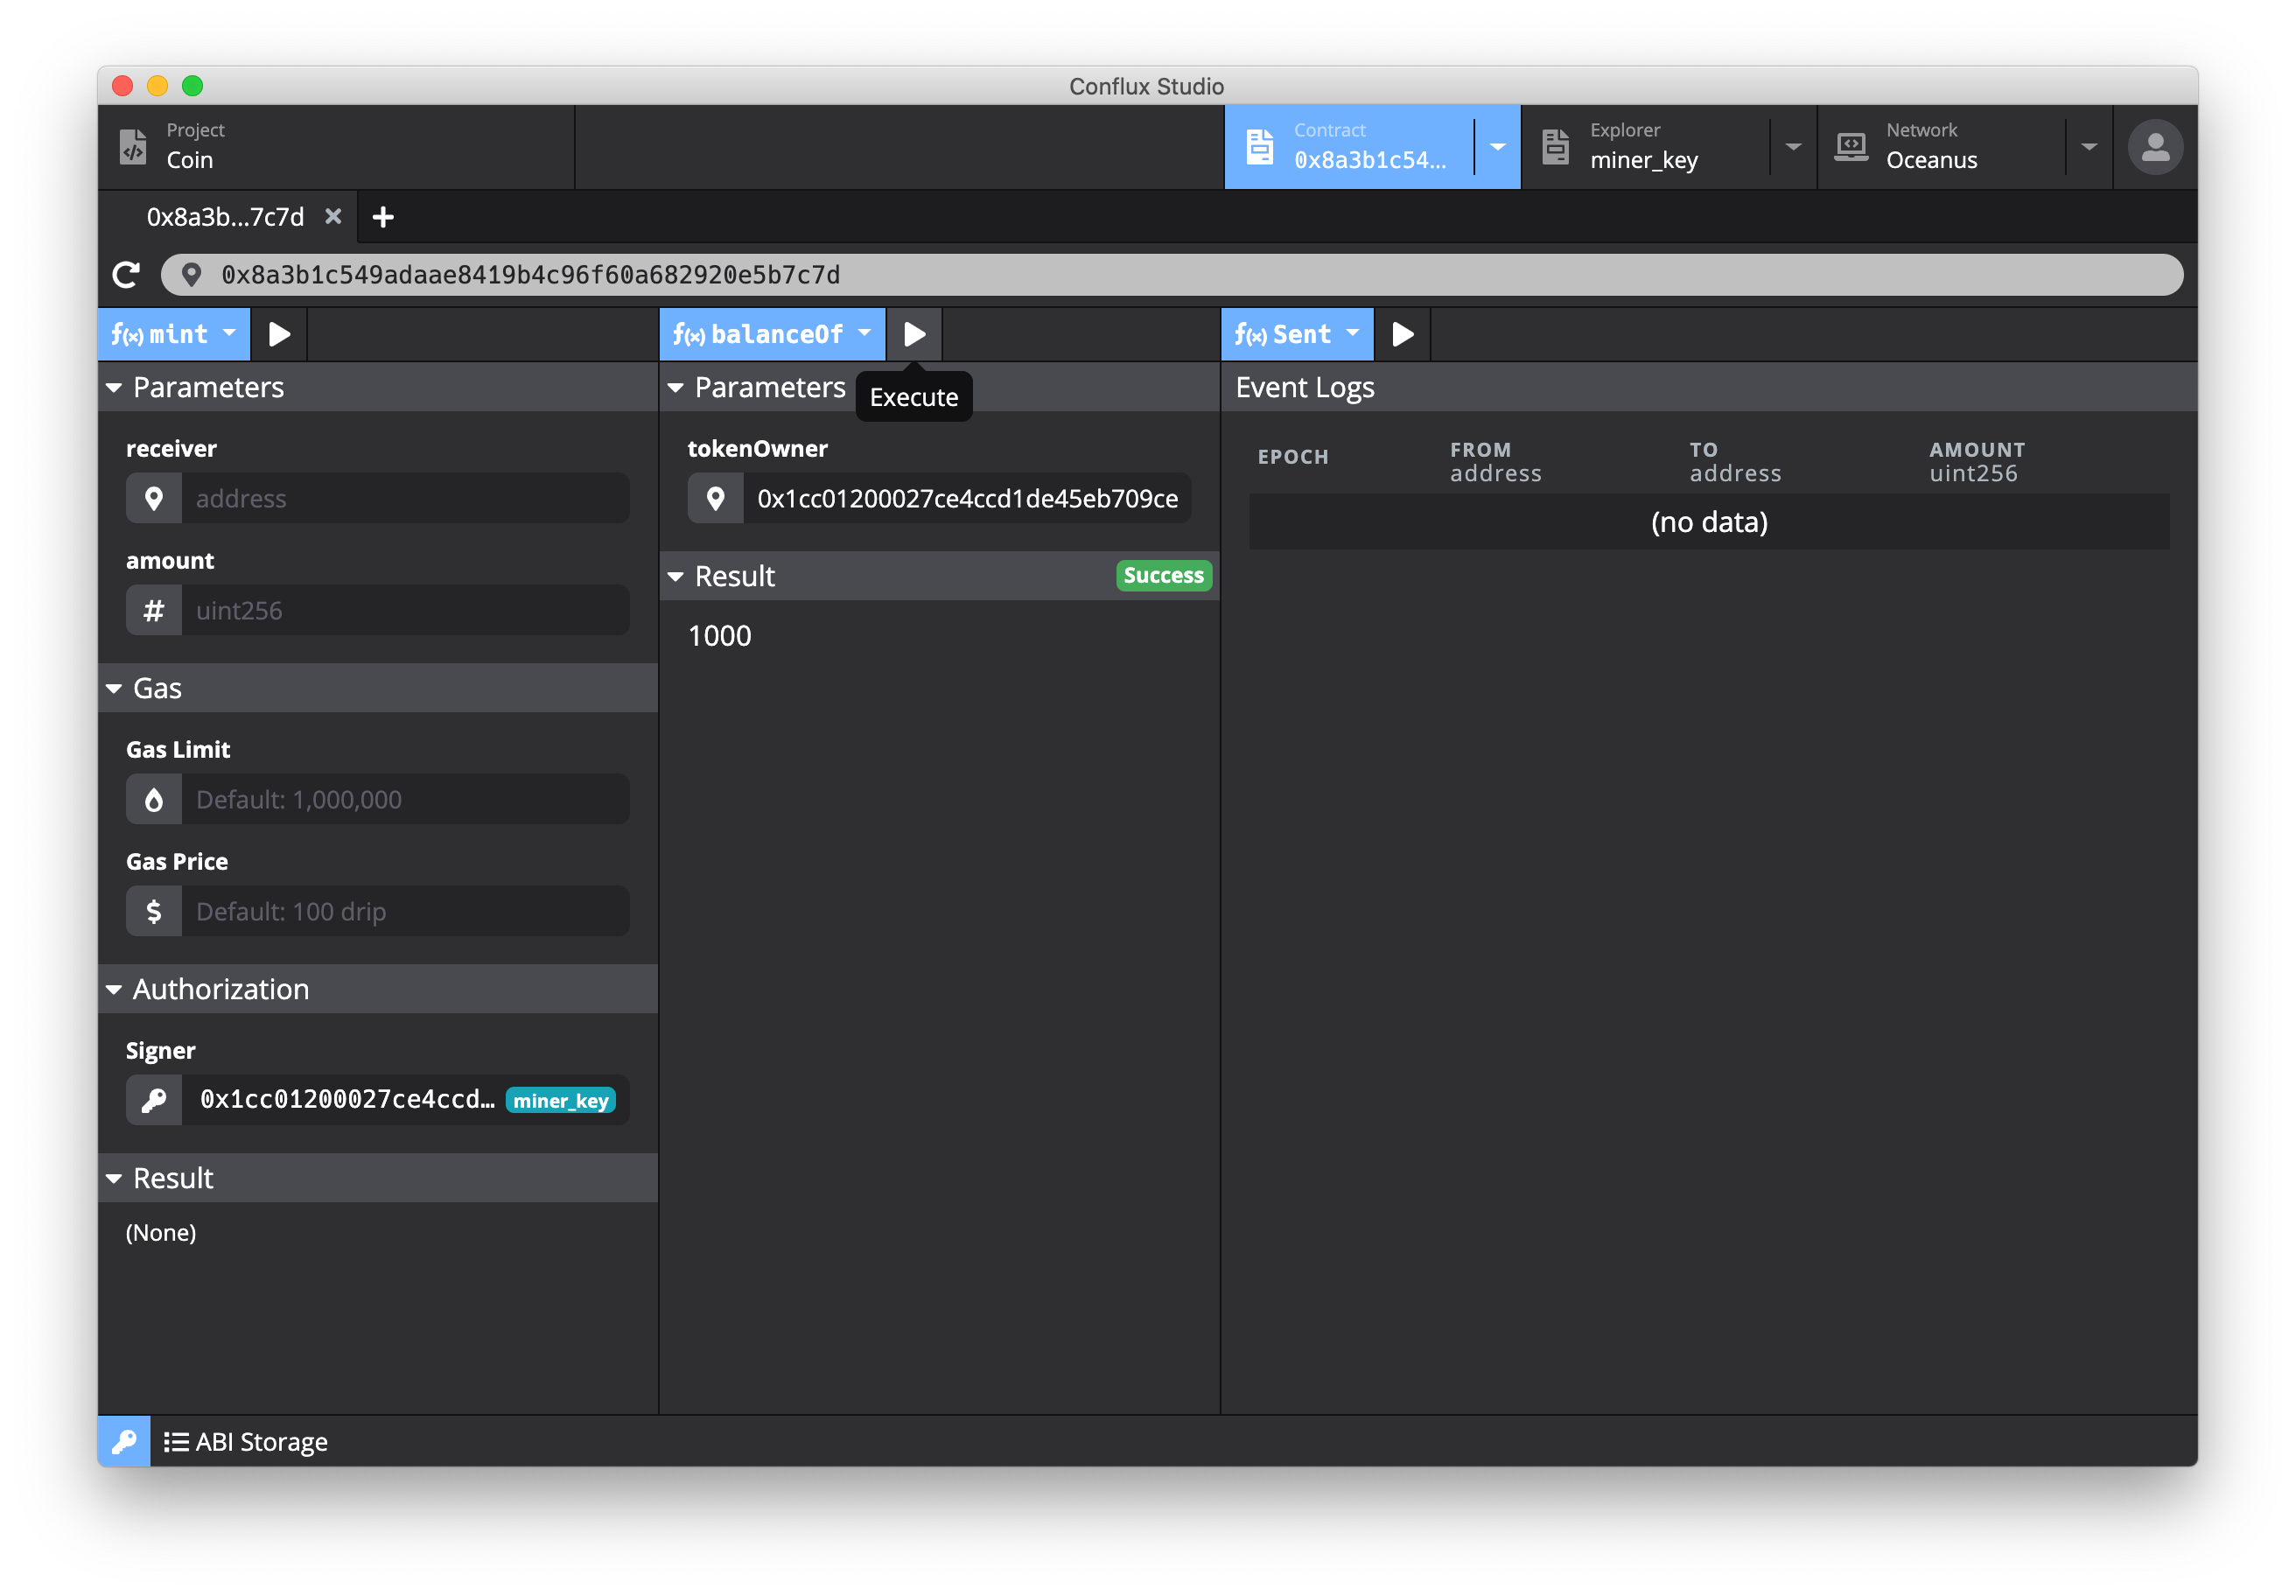 Conflux Studio
Project
Coin
Contract
0x8a3b1c54...
Explorer
miner_key
Network
Oceanus
0x8a3b...7c7d
0x8a3b1c549adaae8419b4c96f60a682920e5b7c7d
f(x) mint
f(x) balanceOf
f(x) Sent
Parameters
receiver
address
amount
uint256
Gas
Gas Limit
Default: 1,000,000
Gas Price
Default: 100 drip
Authorization
Signer
0x1cc01200027ce4ccd... miner_key
Result
(None)
Parameters
Execute
tokenOwner
0x1cc01200027ce4ccd1de45eb709ce
Result Success
1000
Event Logs
EPOCH FROM TO AMOUNT
address address uint256
(no data)
ABI Storage